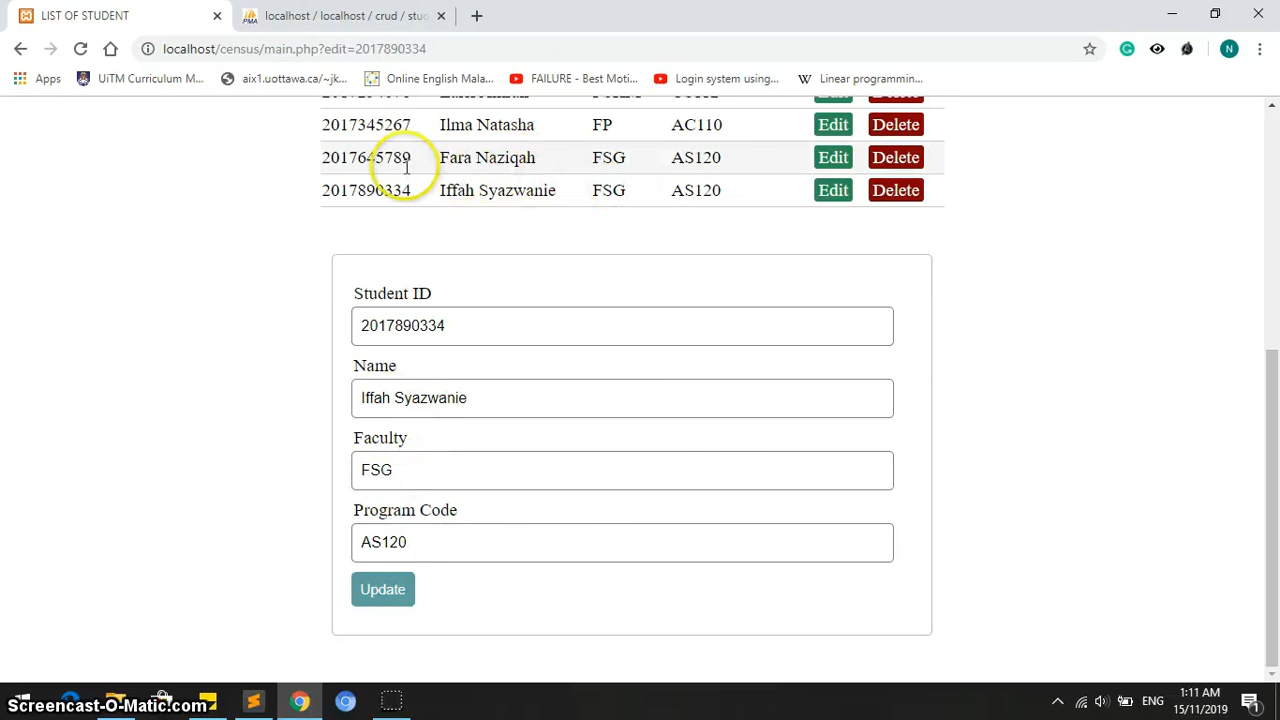 LIST OF STUDENT
localhost / localhost / crud / stud
localhost/census/main.php?edit=2017890334
N
Apps
UiTM Curriculum M...
aix1.uottawa.ca/~jk...
Online English Mala...
FAILURE - Best Moti...
Login system using...
Linear programmin...
2017345267 Ilma Natasha FP AC110 Edit Delete
2017645789 Fara Naziqah FSG AS120 Edit Delete
2017890334 Iffah Syazwanie FSG AS120 Edit Delete
Student ID
2017890334
Name
Iffah Syazwanie
Faculty
FSG
Program Code
AS120
Update
Screencast-O-Matic.com
ENG
1:11 AM
15/11/2019